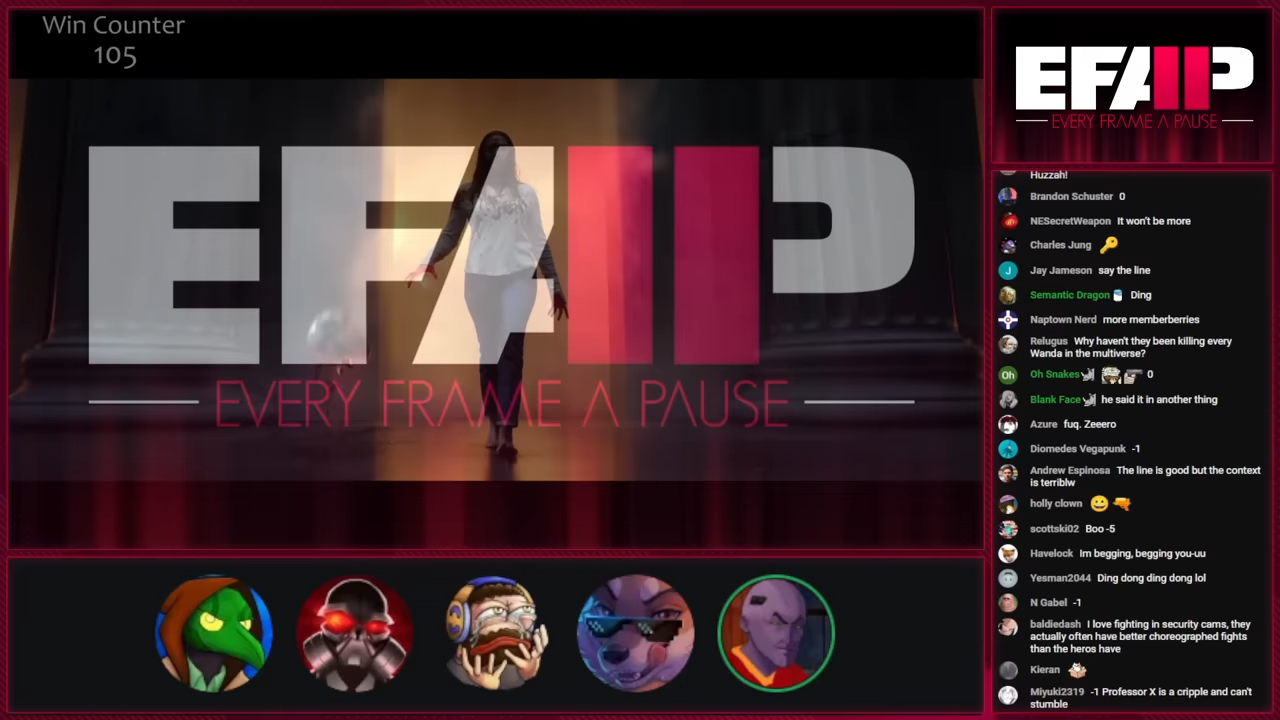 Win Counter
105
EFAP
EVERY FRAME A PAUSE
EFAP
EVERY FRAME A PAUSE
Huzzah!
Brandon Schuster 0
NESecretWeapon It won't be more
Charles Jung
J Jay Jameson say the line
Semantic Dragon Ding
Naptown Nerd more memberberries
Relugus Why haven't they been killing every
Wanda in the multiverse?
Oh Oh Snakes 0
Blank Face he said it in another thing
Azure fuq. Zeeero
Diomedes Vegapunk -1
Andrew Espinosa The line is good but the context
is terriblw
holly clown
scottski02 Boo -5
Havelock Im begging, begging you-uu
Yesman2044 Ding dong ding dong lol
N Gabel -1
baldiedash I love fighting in security cams, they
actually often have better choreographed fights
than the heros have
Kieran
Miyuki2319 -1 Professor X is a cripple and can't
stumble